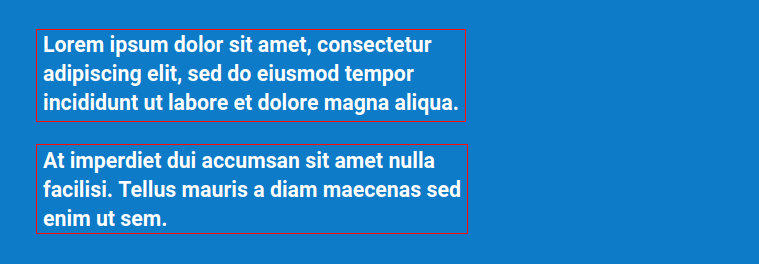 Lorem ipsum dolor sit amet, consectetur
adipiscing elit, sed do eiusmod tempor
incididunt ut labore et dolore magna aliqua.
At imperdiet dui accumsan sit amet nulla
facilisi. Tellus mauris a diam maecenas sed
enim ut sem.